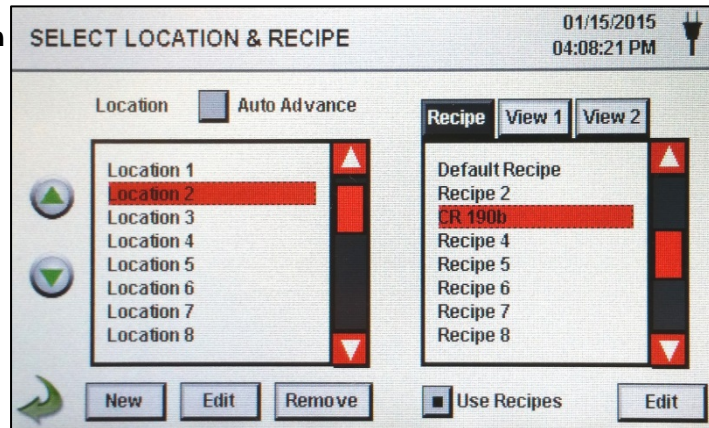 SELECT LOCATION & RECIPE
01/15/2015
04:08:21 PM
Location
Auto Advance
Recipe
View 1
View 2
Location 1
Location 2
Location 3
Location 4
Location 5
Location 6
Location 7
Location 8
Default Recipe
Recipe 2
CR 190b
Recipe 4
Recipe 5
Recipe 6
Recipe 7
Recipe 8
New
Edit
Remove
Use Recipes
Edit